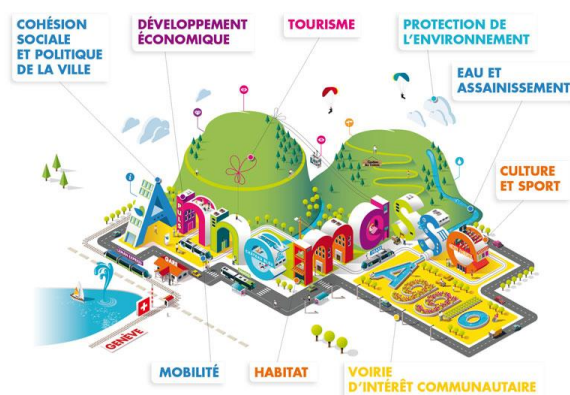 COHÉSION
SOCIALE
ET POLITIQUE
DE LA VILLE
DÉVELOPPEMENT
ÉCONOMIQUE
TOURISME
PROTECTION DE
L'ENVIRONNEMENT
EAU ET
ASSAINISSEMENT
CULTURE
ET SPORT
Annemasse
Agglo
GARE
GENÈVE
MOBILITÉ
HABITAT
VOIRIE
D'INTÉRÊT COMMUNAUTAIRE